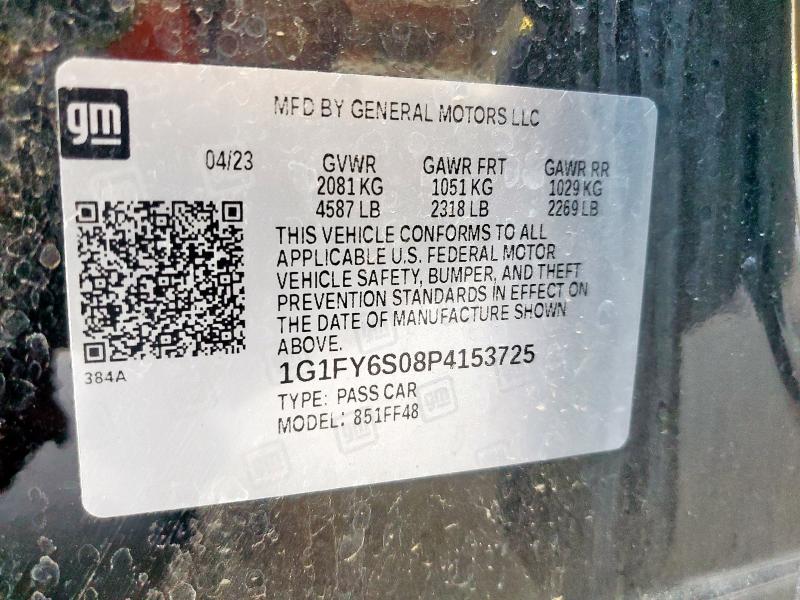 gm
MFD BY GENERAL MOTORS LLC
04/23 GVWR GAWR FRT GAWR RR
2081 KG 1051 KG 1029 KG
4587 LB 2318 LB 2269 LB
THIS VEHICLE CONFORMS TO ALL
APPLICABLE U.S. FEDERAL MOTOR
VEHICLE SAFETY, BUMPER, AND THEFT
PREVENTION STANDARDS IN EFFECT ON
THE DATE OF MANUFACTURE SHOWN
ABOVE.
384A
1G1FY6S08P4153725
TYPE: PASS CAR
MODEL: 851FF48